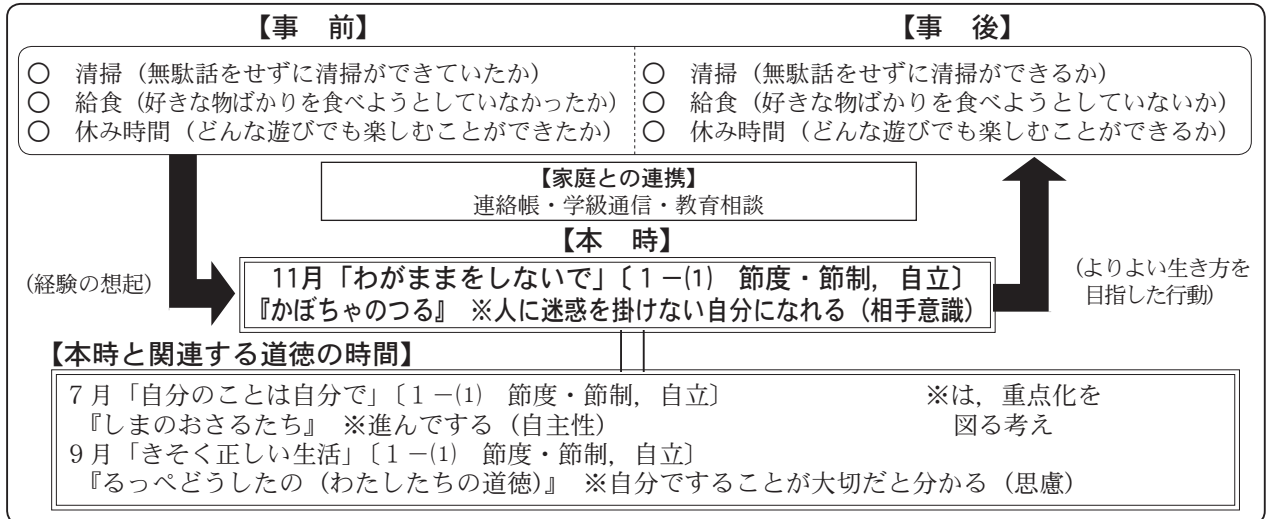 【事　前】
○　清掃（無駄話をせずに清掃ができていたか）
○　給食（好きな物ばかりを食べようとしていなかったか）
○　休み時間（どんな遊びでも楽しむことができたか）
【事　後】
○　清掃（無駄話をせずに清掃ができるか）
○　給食（好きな物ばかりを食べようとしていないか）
○　休み時間（どんな遊びでも楽しむことができるか）
【家庭との連携】
連絡帳・学級通信・教育相談
【本　時】
（経験の想起）
11月「わがままをしないで」〔１－⑴　節度・節制，自立〕
『かぼちゃのつる』　※人に迷惑を掛けない自分になれる（相手意識）
（よりよい生き方を
目指した行動）
【本時と関連する道徳の時間】
７月「自分のことは自分で」〔１－⑴　節度・節制，自立〕
『しまのおさるたち』　※進んでする（自主性）
９月「きそく正しい生活」〔１－⑴　節度・節制，自立〕
『るっぺどうしたの（わたしたちの道徳）』　※自分ですることが大切だと分かる（思慮）
※は，重点化を
図る考え